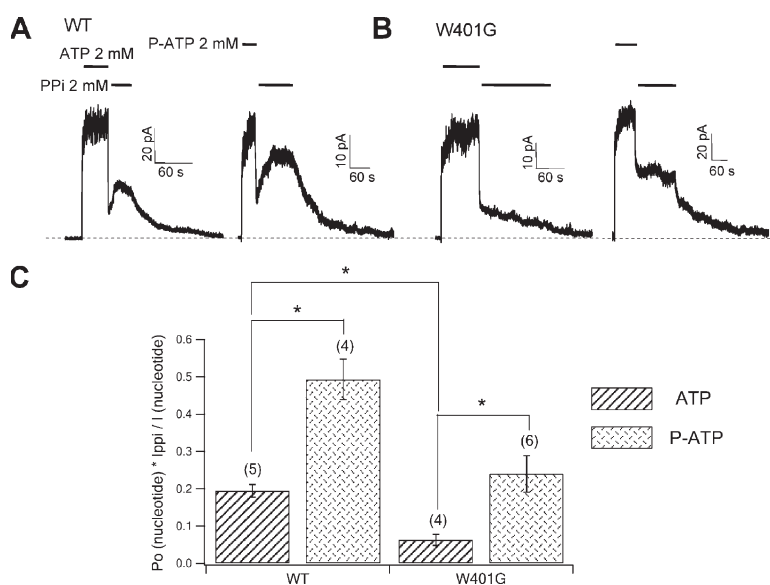 A
WT
P-ATP 2 mM
ATP 2 mM
PPi 2 mM
20 pA
60 s
10 pA
60 s
B
W401G
10 pA
60 s
20 pA
60 s
C
Po (nucleotide) * Ippi / I (nucleotide)
0.6
0.5
0.4
0.3
0.2
0.1
0.0
*
*
*
(5)
(4)
(4)
(6)
WT
W401G
ATP
P-ATP